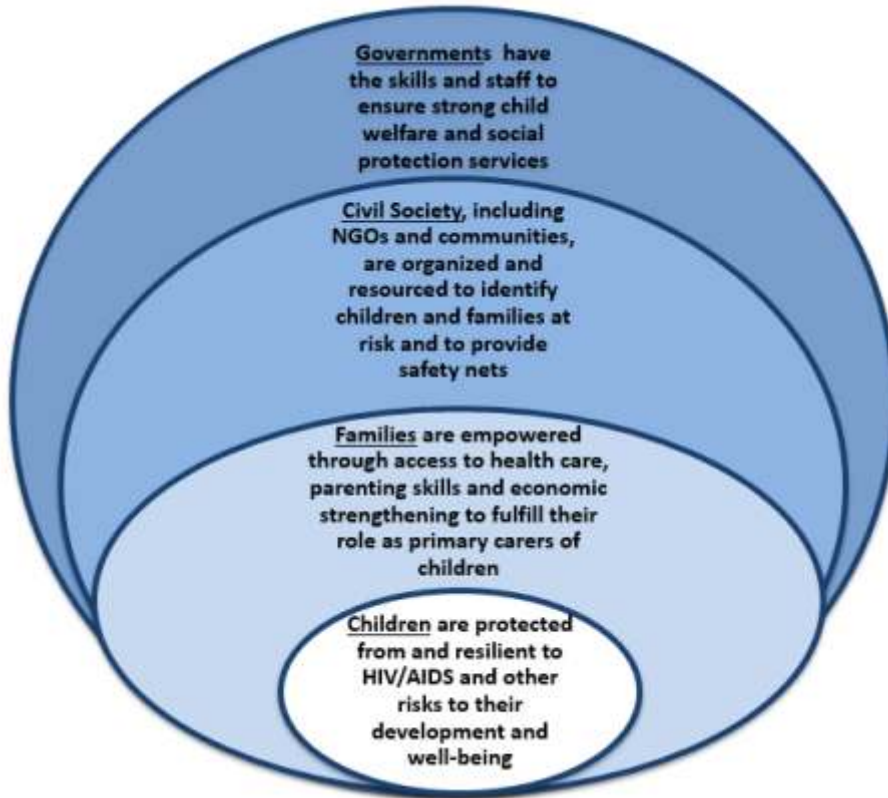 Governments have
the skills and staff to
ensure strong child
welfare and social
protection services
Civil Society, including
NGOs and communities,
are organized and
resourced to identify
children and families at
risk and to provide
safety nets
Families are empowered
through access to health care,
parenting skills and economic
strengthening to fulfill their
role as primary carers of
children
Children are protected
from and resilient to
HIV/AIDS and other
risks to their
development and
well-being